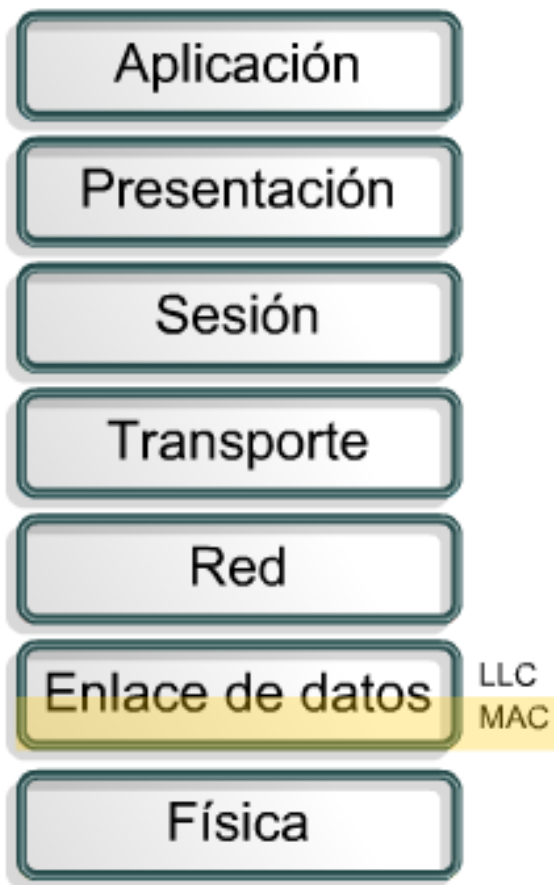 Aplicación
Presentación
Sesión
Transporte
Red
Enlace de datos
LLC
MAC
Física